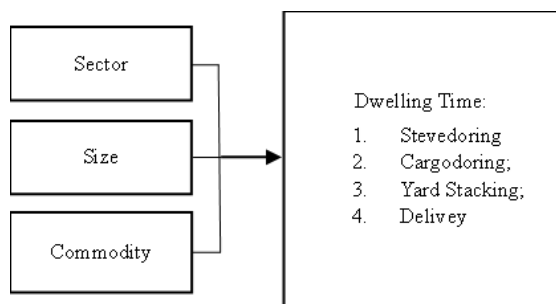 Sector
Size
Commodity
Dwelling Time:
1. Stevedoring
2. Cargodoring;
3. Yard Stacking;
4. Delivey